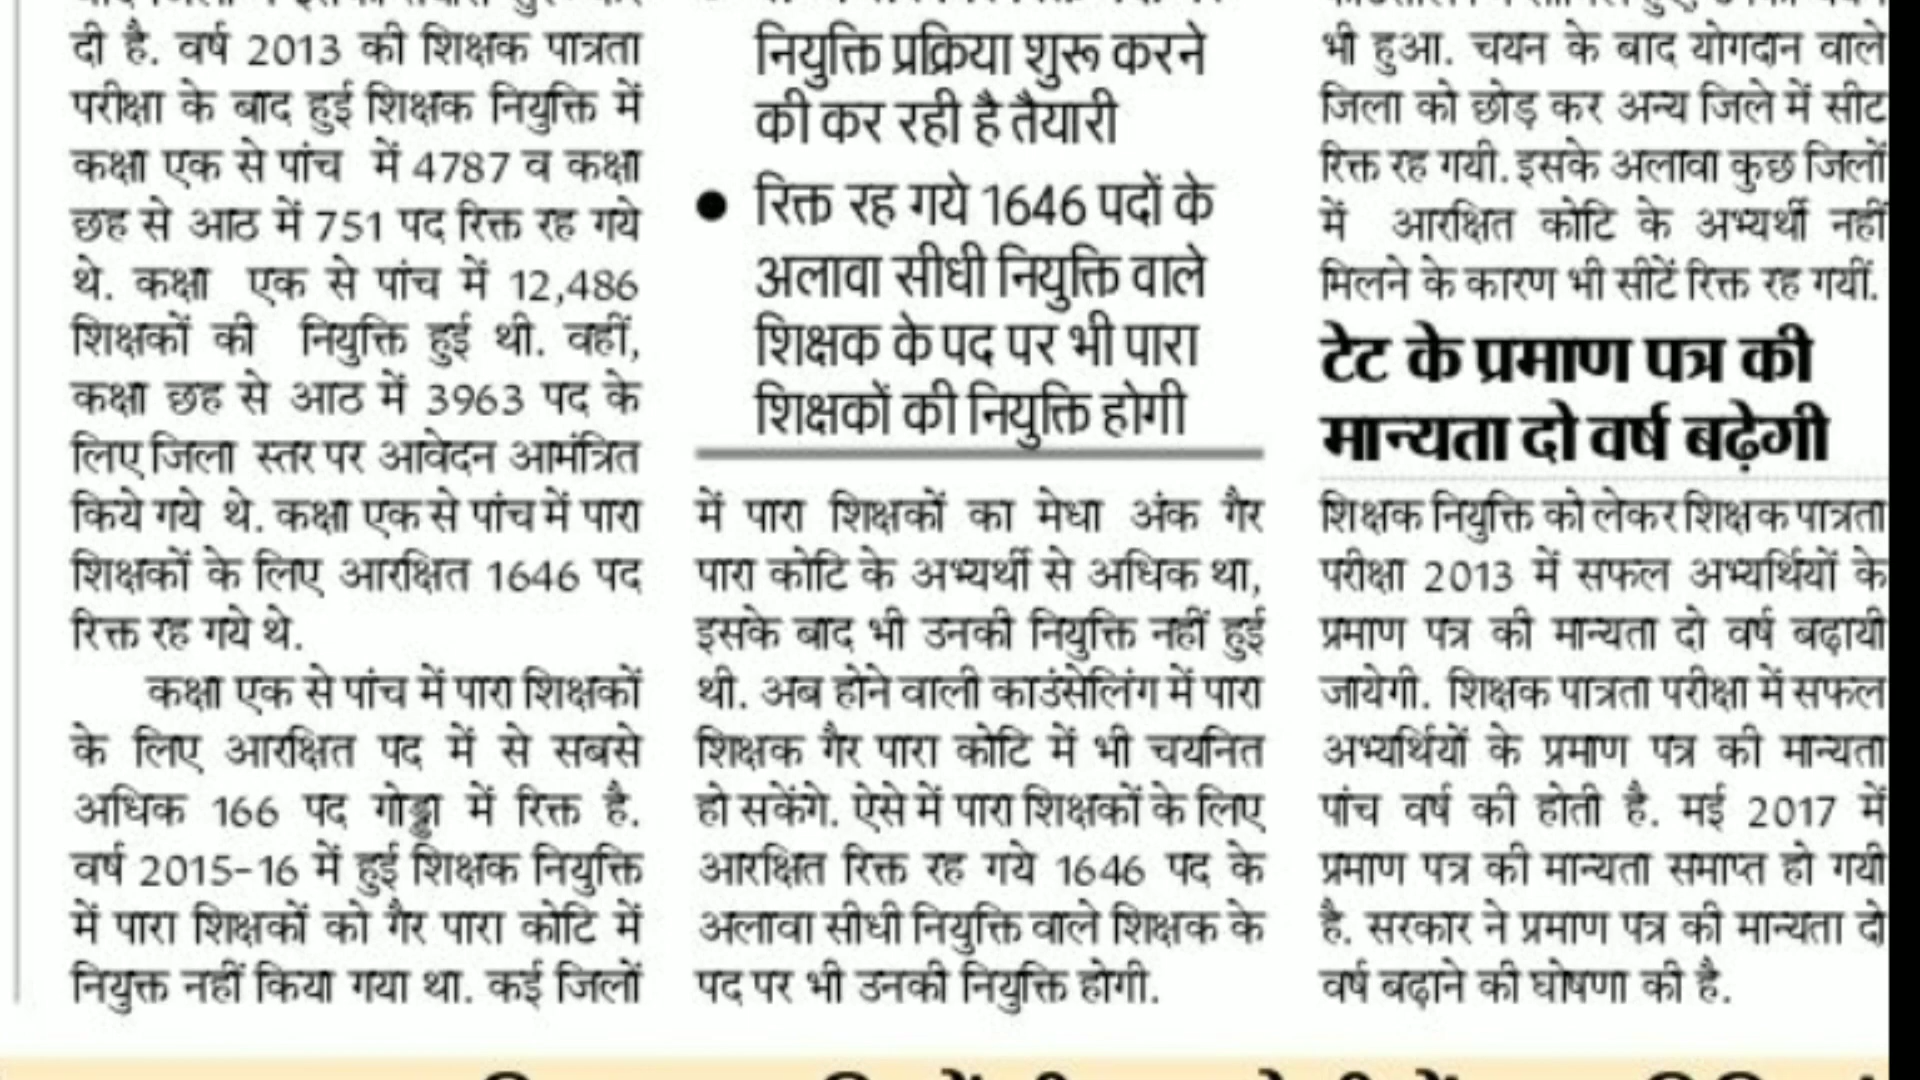 दी है. वर्ष 2013 की शिक्षक पात्रता
परीक्षा के बाद हुई शिक्षक नियुक्ति में
कक्षा एक से पांच में 4787 व कक्षा
छह से आठ में 751 पद रिक्त रह गये
थे. कक्षा एक से पांच में 12,486
शिक्षकों की नियुक्ति हुई थी. वहीं,
कक्षा छह से आठ में 3963 पद के
लिए जिला स्तर पर आवेदन आमंत्रित
किये गये थे. कक्षा एक से पांच में पारा
शिक्षकों के लिए आरक्षित 1646 पद
रिक्त रह गये थे.
कक्षा एक से पांच में पारा शिक्षकों
के लिए आरक्षित पद में से सबसे
अधिक 166 पद गोड्डा में रिक्त है.
वर्ष 2015-16 में हुई शिक्षक नियुक्ति
में पारा शिक्षकों को गैर पारा कोटि में
नियुक्त नहीं किया गया था. कई जिलों
नियुक्ति प्रक्रिया शुरू करने
की कर रही है तैयारी
● रिक्त रह गये 1646 पदों के
अलावा सीधी नियुक्ति वाले
शिक्षक के पद पर भी पारा
शिक्षकों की नियुक्ति होगी
में पारा शिक्षकों का मेधा अंक गैर
पारा कोटि के अभ्यर्थी से अधिक था,
इसके बाद भी उनकी नियुक्ति नहीं हुई
थी. अब होने वाली काउंसेलिंग में पारा
शिक्षक गैर पारा कोटि में भी चयनित
हो सकेंगे. ऐसे में पारा शिक्षकों के लिए
आरक्षित रिक्त रह गये 1646 पद के
अलावा सीधी नियुक्ति वाले शिक्षक के
पद पर भी उनकी नियुक्ति होगी.
भी हुआ. चयन के बाद योगदान वाले
जिला को छोड़ कर अन्य जिले में सीट
रिक्त रह गयी. इसके अलावा कुछ जिलों
में आरक्षित कोटि के अभ्यर्थी नहीं
मिलने के कारण भी सीटें रिक्त रह गयीं.
टेट के प्रमाण पत्र की
मान्यता दो वर्ष बढ़ेगी
शिक्षक नियुक्ति को लेकर शिक्षक पात्रता
परीक्षा 2013 में सफल अभ्यर्थियों के
प्रमाण पत्र की मान्यता दो वर्ष बढ़ायी
जायेगी. शिक्षक पात्रता परीक्षा में सफल
अभ्यर्थियों के प्रमाण पत्र की मान्यता
पांच वर्ष की होती है. मई 2017 में
प्रमाण पत्र की मान्यता समाप्त हो गयी
है. सरकार ने प्रमाण पत्र की मान्यता दो
वर्ष बढ़ाने की घोषणा की है.